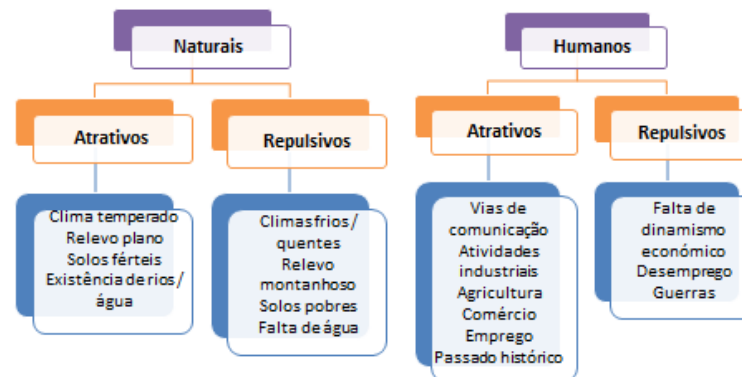 Naturais
Atrativos
Clima temperado
Relevo plano
Solos férteis
Existência de rios/
água
Repulsivos
Climas frios/
quentes
Relevo
montanhoso
Solos pobres
Falta de água
Humanos
Atrativos
Vias de
comunicação
Atividades
industriais
Agricultura
Comércio
Emprego
Passado histórico
Repulsivos
Falta de
dinamismo
económico
Desemprego
Guerras